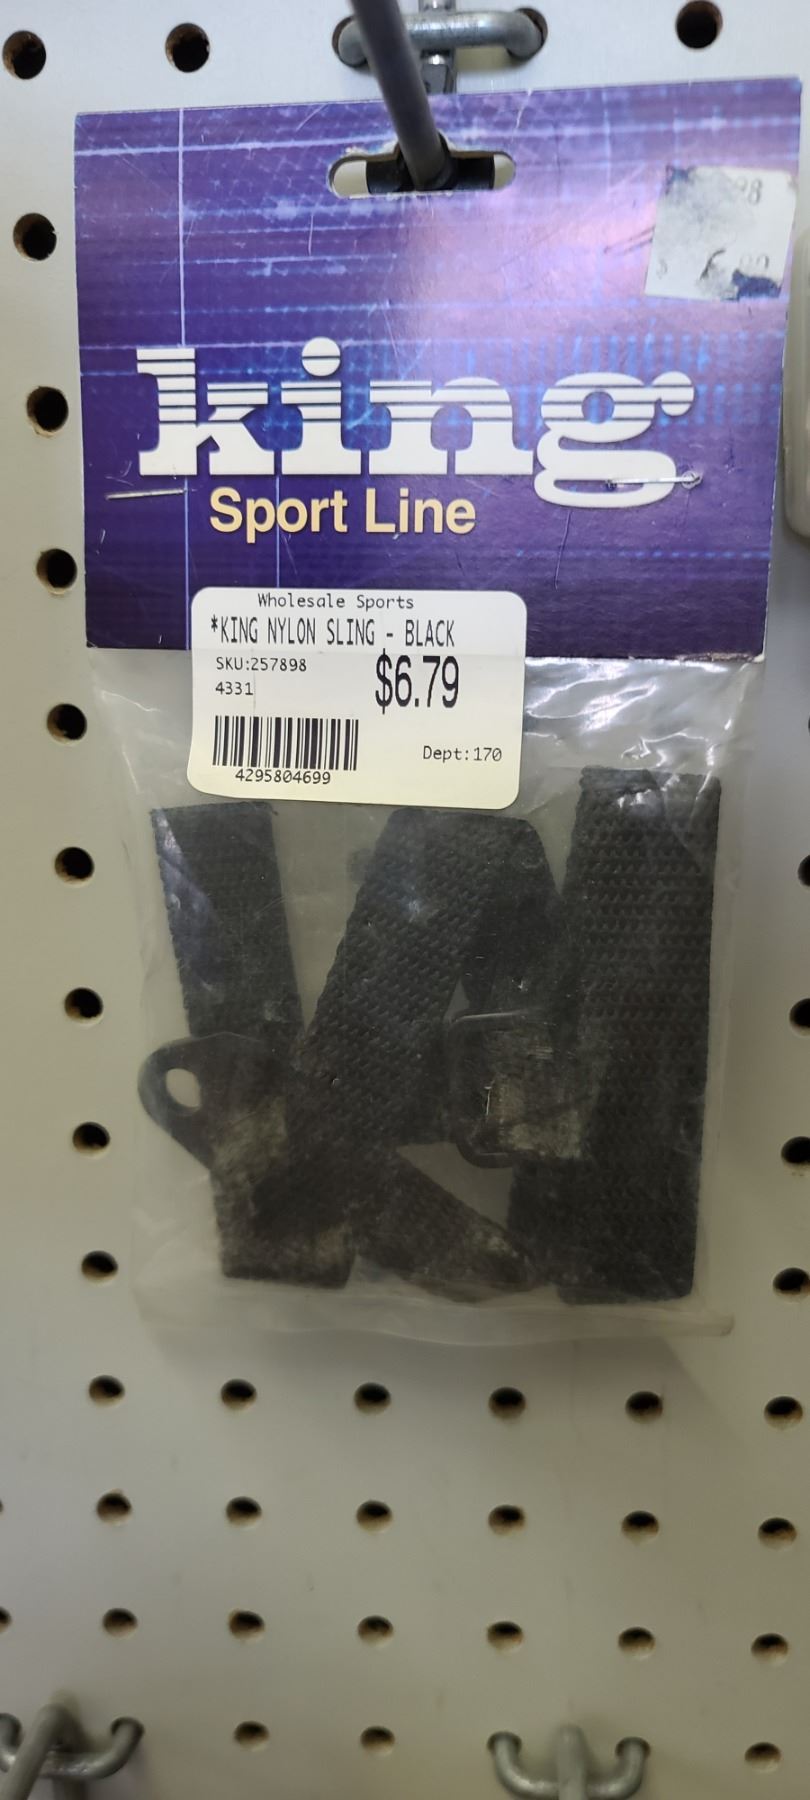 king
Sport Line
Wholesale Sports
*KING NYLON SLING - BLACK
SKU:257898
$6.79
4331
Dept:170
4295804699